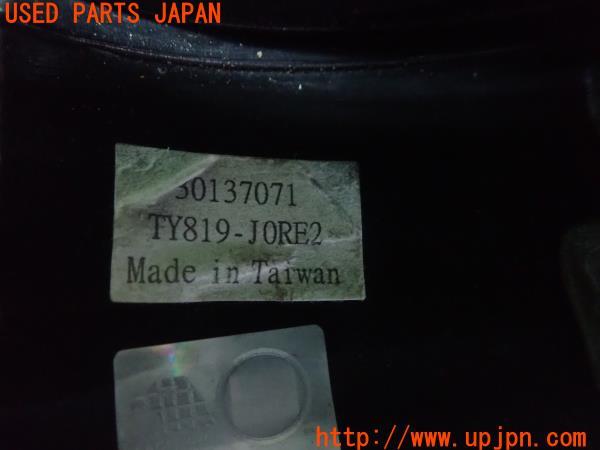 USED PARTS JAPAN
30137071
TY819-J0RE2
Made in Taiwan
http://www.upjpn.com